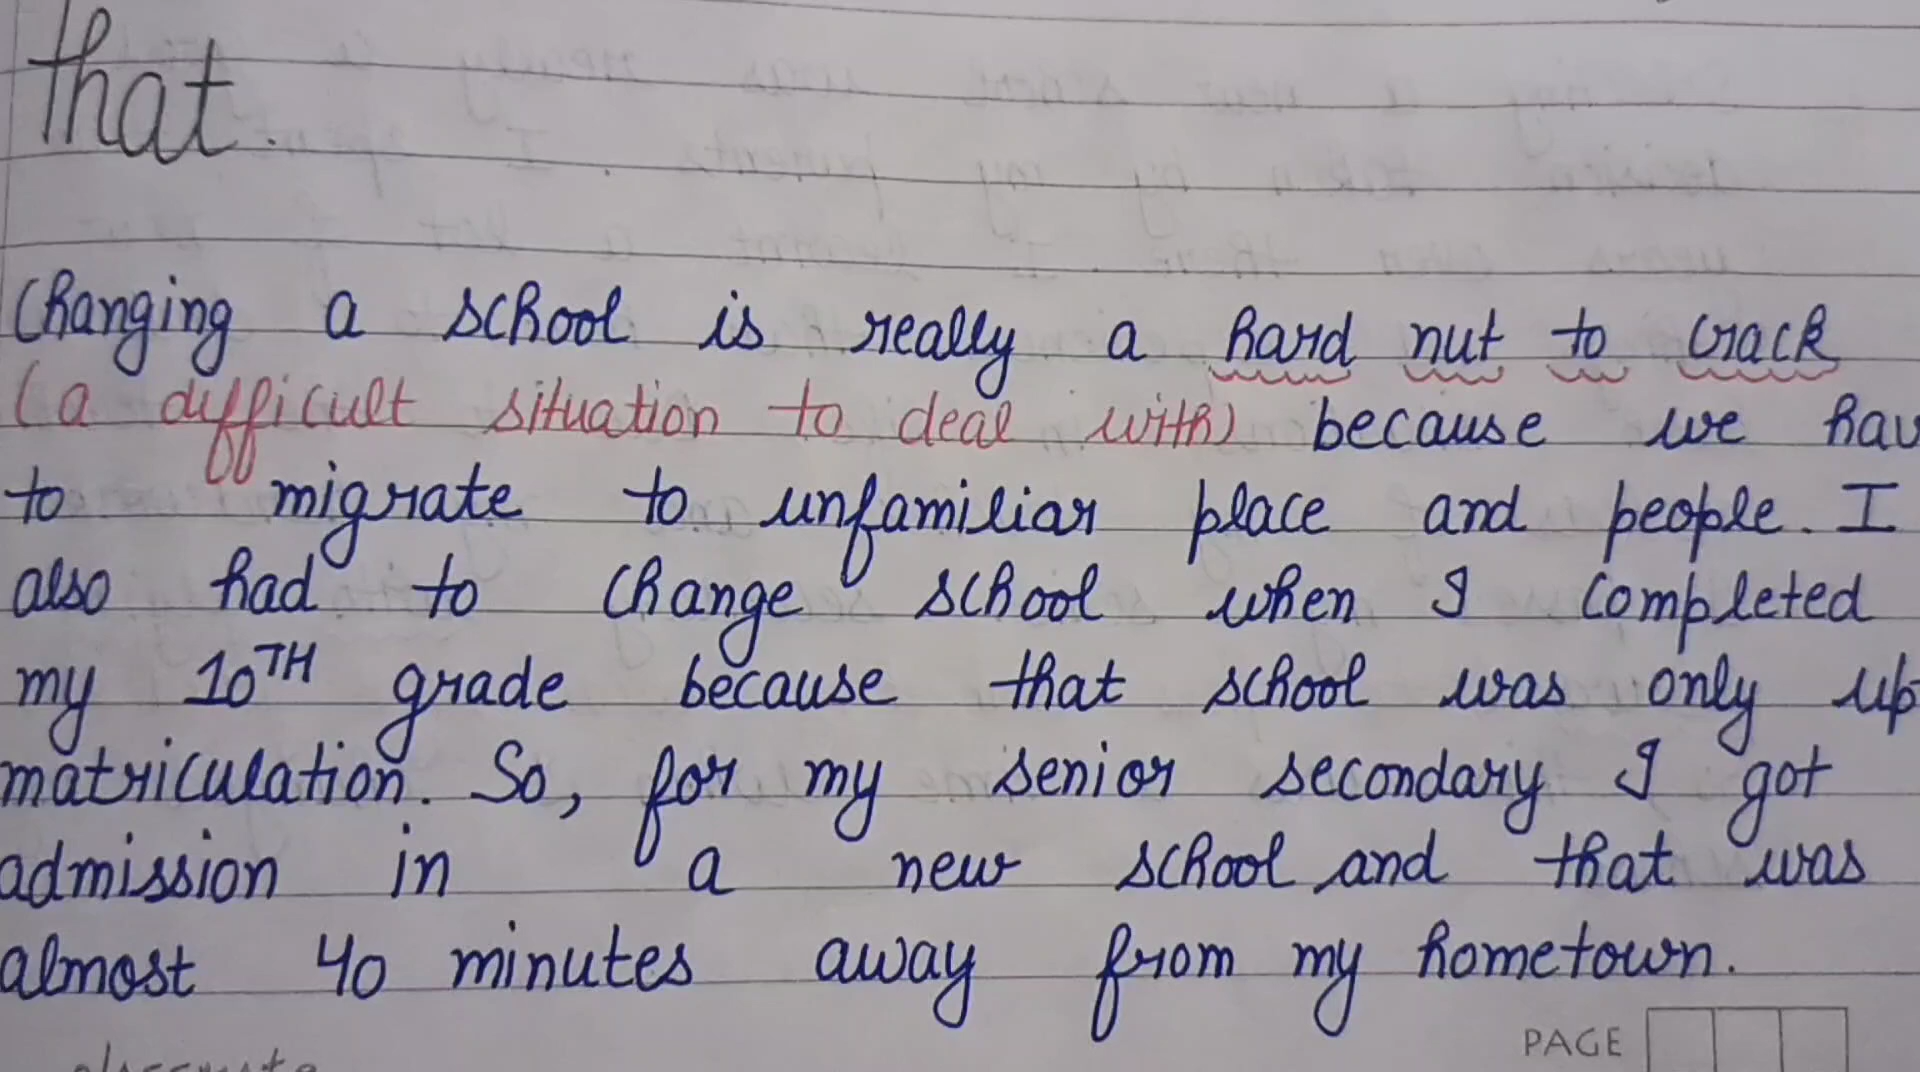 that.
Changing a school is really a hard nut to crack
(a difficult situation to deal with) because we hav
to migrate to unfamiliar place and people. I
also had to change school when I completed
my 10TH grade because that school was only up
matriculation. So, for my senior secondary I got
admission in a new school and that was
almost 40 minutes away from my hometown.
PAGE